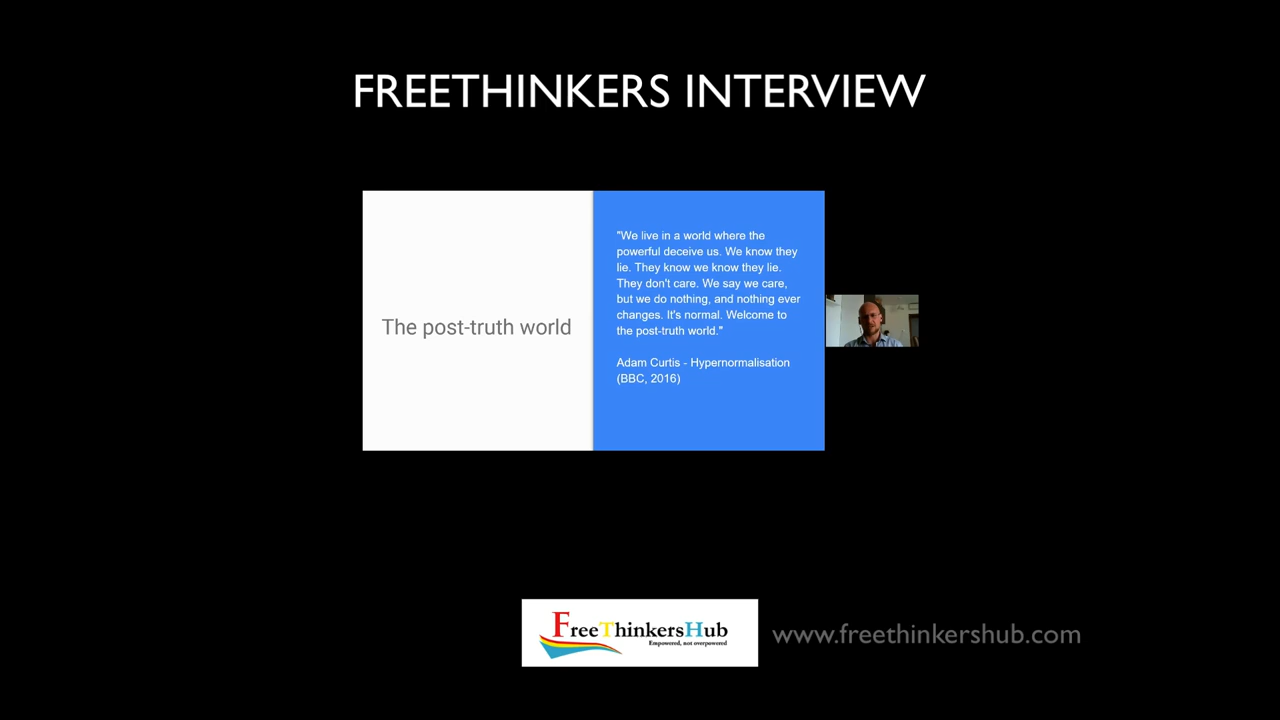 FREETHINKERS INTERVIEW
The post-truth world
"We live in a world where the
powerful deceive us. We know they
lie. They know we know they lie.
They don't care. We say we care,
but we do nothing, and nothing ever
changes. It's normal. Welcome to
the post-truth world."
Adam Curtis - Hypernormalisation
(BBC, 2016)
FreeThinkersHub
Empowered, not overpowered
www.freethinkershub.com